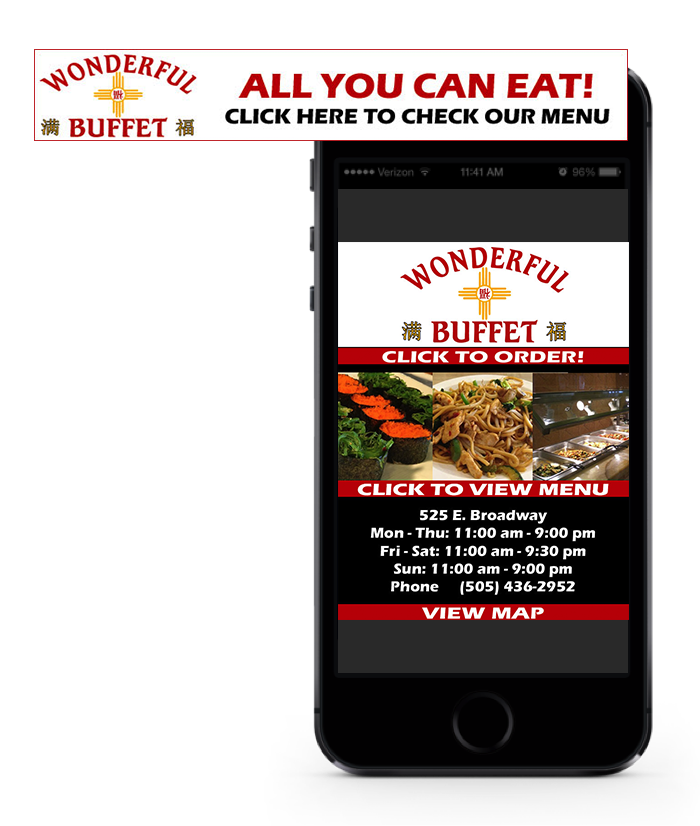 WONDERFUL
满 BUFFET 福
ALL YOU CAN EAT!
CLICK HERE TO CHECK OUR MENU
Verizon 11:41 AM 96%
WONDERFUL
满 BUFFET 福
CLICK TO ORDER!
CLICK TO VIEW MENU
525 E. Broadway
Mon - Thu: 11:00 am - 9:00 pm
Fri - Sat: 11:00 am - 9:30 pm
Sun: 11:00 am - 9:00 pm
Phone (505) 436-2952
VIEW MAP